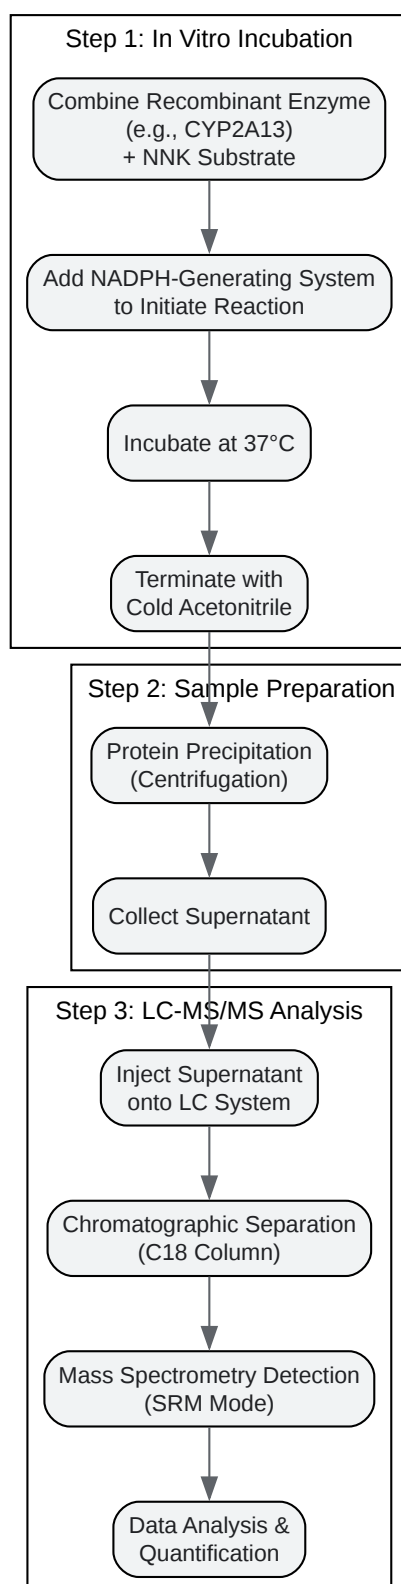 Step 1: In Vitro Incubation
Combine Recombinant Enzyme
(e.g., CYP2A13)
+ NNK Substrate
Add NADPH-Generating System
to Initiate Reaction
Incubate at 37°C
Terminate with
Cold Acetonitrile
Step 2: Sample Preparation
Protein Precipitation
(Centrifugation)
Collect Supernatant
Step 3: LC-MS/MS Analysis
Inject Supernatant
onto LC System
Chromatographic Separation
(C18 Column)
Mass Spectrometry Detection
(SRM Mode)
Data Analysis &
Quantification